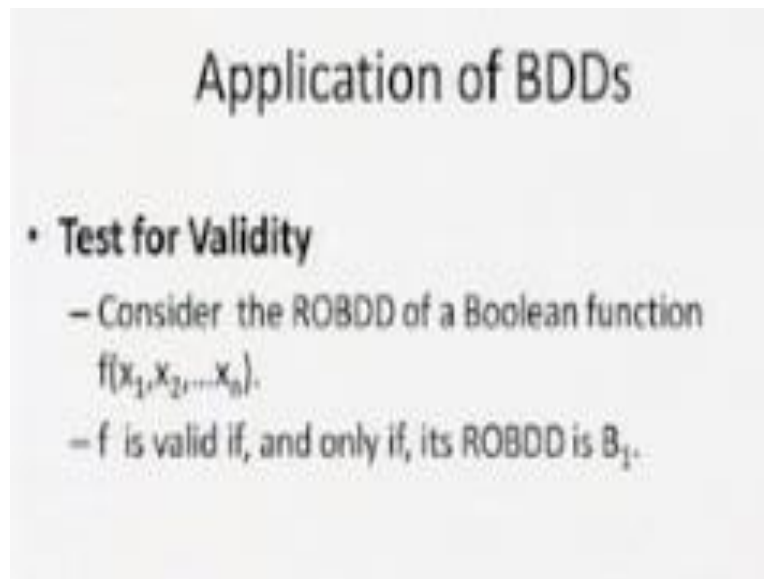 Application of BDDs
• Test for Validity
– Consider the ROBDD of a Boolean function
f(x₁,x₂,...xₙ).
– f is valid if, and only if, its ROBDD is B₁.